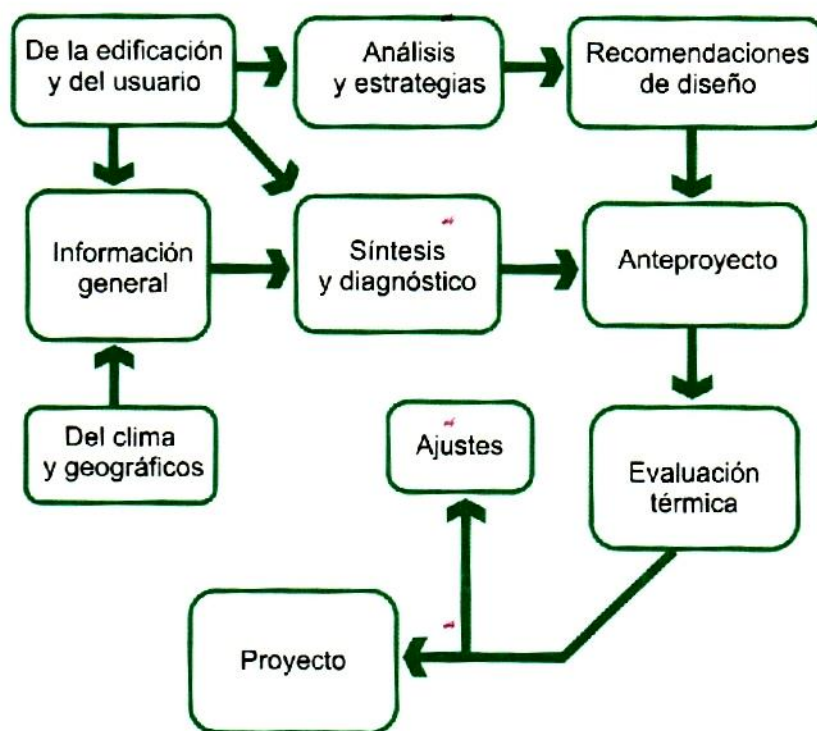 De la edificación
y del usuario
Análisis
y estrategias
Recomendaciones
de diseño
Información
general
Síntesis
y diagnóstico
Anteproyecto
Del clima
y geográficos
Ajustes
Evaluación
térmica
Proyecto